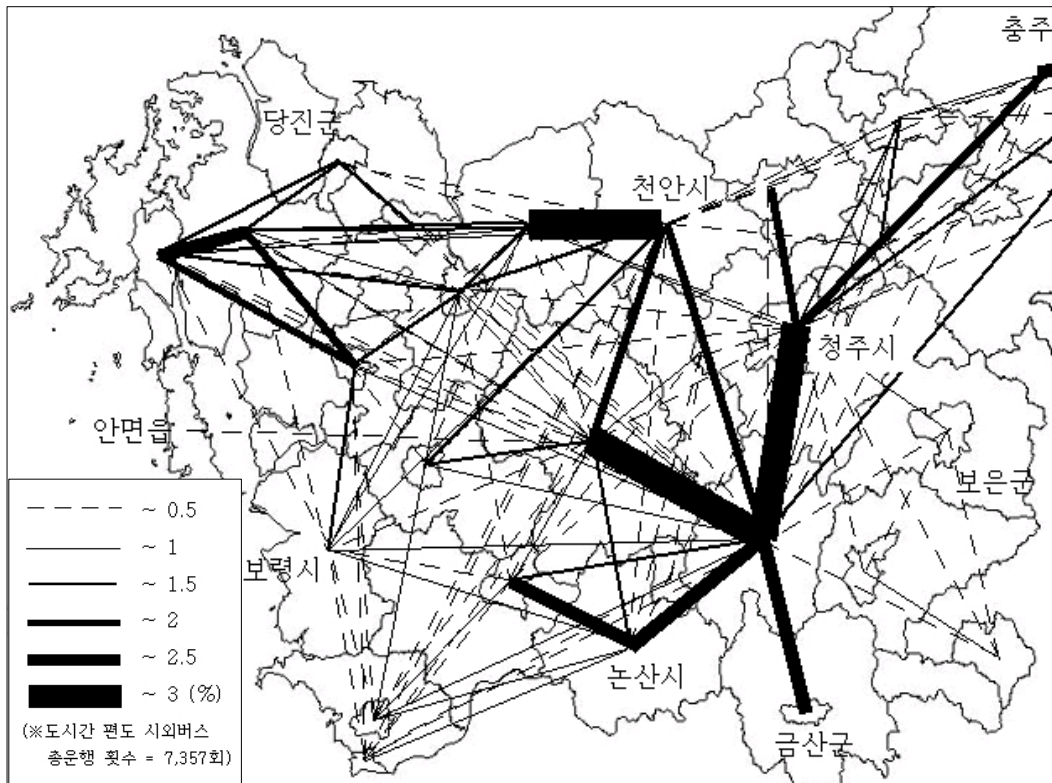 충주
당진군
천안시
청주시
안면읍
보은군
~ 0.5
~ 1
보령시
~ 1.5
~ 2
~ 2.5
논산시
~ 3 (%)
(※도시간 편도 시외버스
총운행 횟수 = 7,357회)
금산군